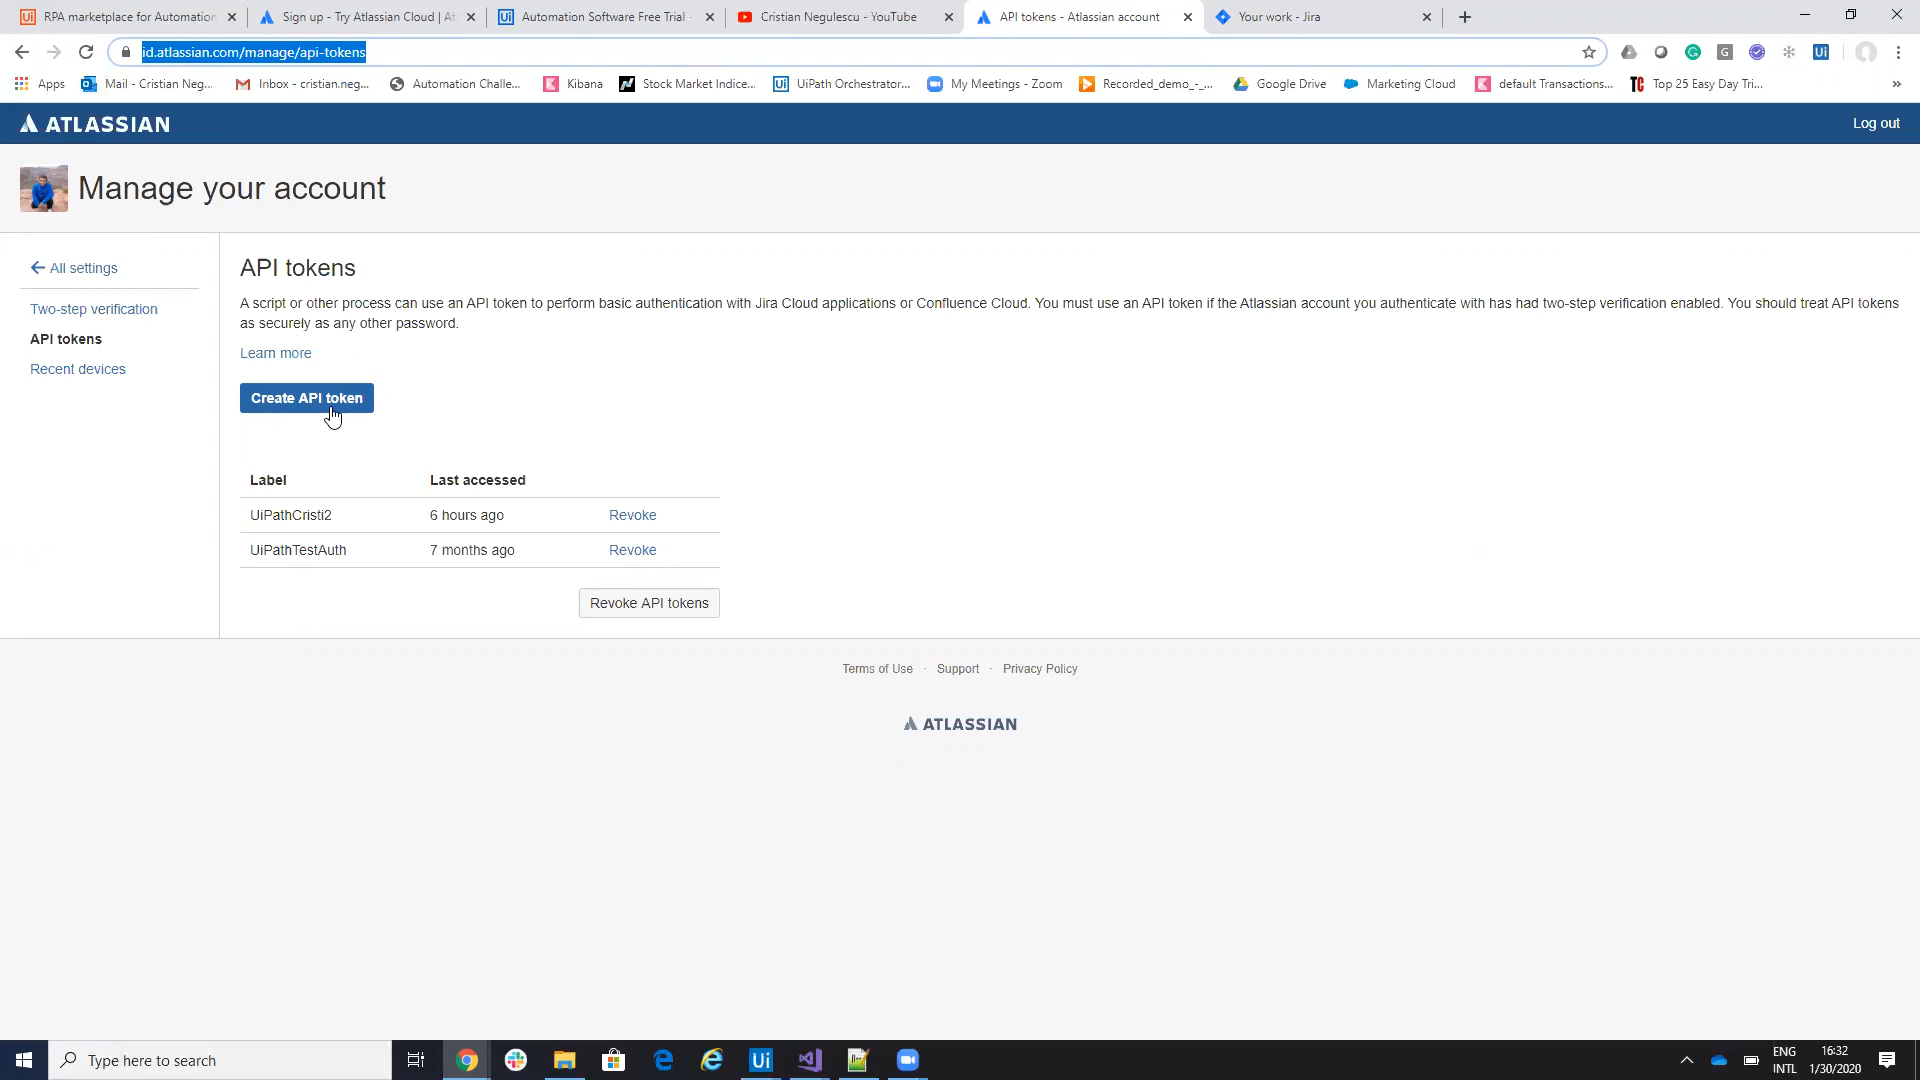 RPA marketplace for Automation
Sign up - Try Atlassian Cloud | At
Automation Software Free Trial -
Cristian Negulescu - YouTube
API tokens - Atlassian account
Your work - Jira
id.atlassian.com/manage/api-tokens
Apps
Mail - Cristian Neg...
Inbox - cristian.neg...
Automation Challe...
Kibana
Stock Market Indice...
UiPath Orchestrator...
My Meetings - Zoom
Recorded_demo_-_...
Google Drive
Marketing Cloud
default Transactions...
Top 25 Easy Day Tri...
ATLASSIAN
Log out
Manage your account
All settings
Two-step verification
API tokens
Recent devices
API tokens
A script or other process can use an API token to perform basic authentication with Jira Cloud applications or Confluence Cloud. You must use an API token if the Atlassian account you authenticate with has had two-step verification enabled. You should treat API tokens
as securely as any other password.
Learn more
Create API token
Label Last accessed
UiPathCristi2 6 hours ago Revoke
UiPathTestAuth 7 months ago Revoke
Revoke API tokens
Terms of Use · Support · Privacy Policy
ATLASSIAN
Type here to search
ENG
INTL
16:32
1/30/2020